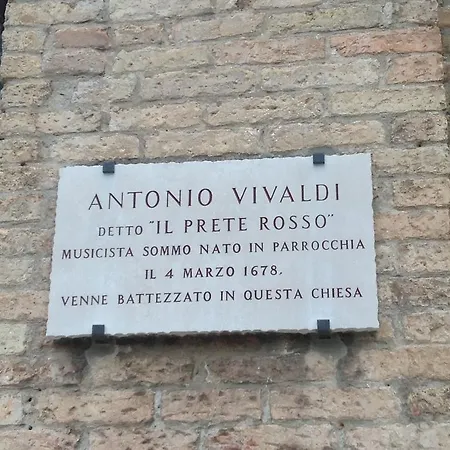 ANTONIO VIVALDI
DETTO "IL PRETE ROSSO"
MUSICISTA SOMMO NATO IN PARROCCHIA
IL 4 MARZO 1678,
VENNE BATTEZZATO IN QUESTA CHIESA